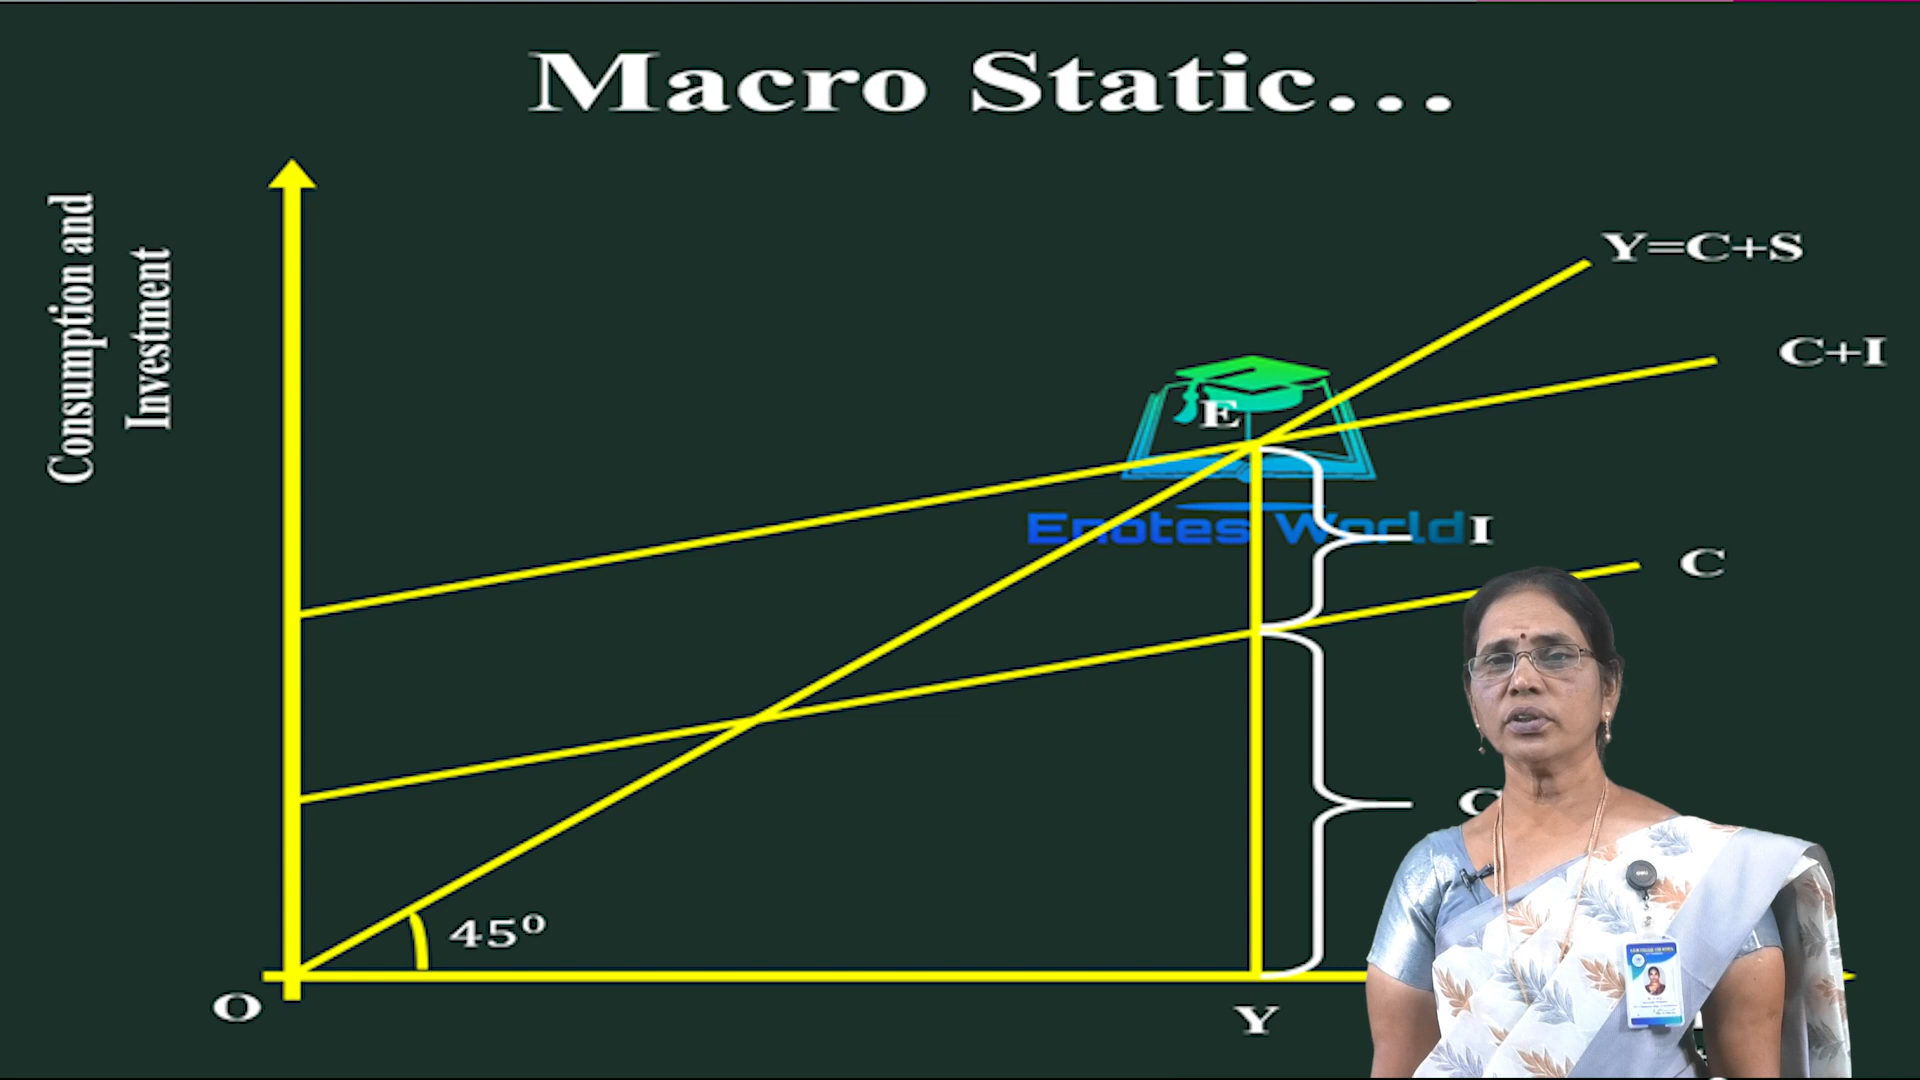 Macro Static...
Consumption and
Investment
Y=C+S
C+I
E
Enotes World
I
C
C
45⁰
O
Y